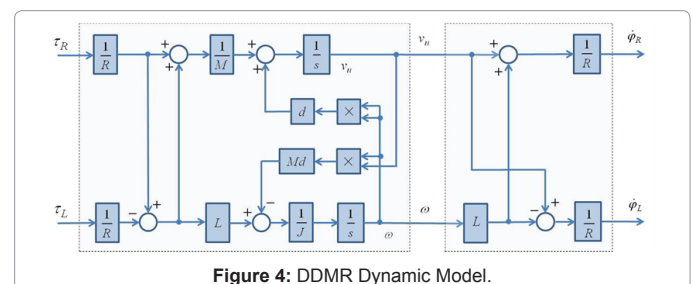 τR 1/R + + 1/M + + 1/s vu vu + + 1/R φ̇R
d ×
Md ×
τL 1/R − + L + − 1/J 1/s ω ω L − + 1/R φ̇L
Figure 4: DDMR Dynamic Model.